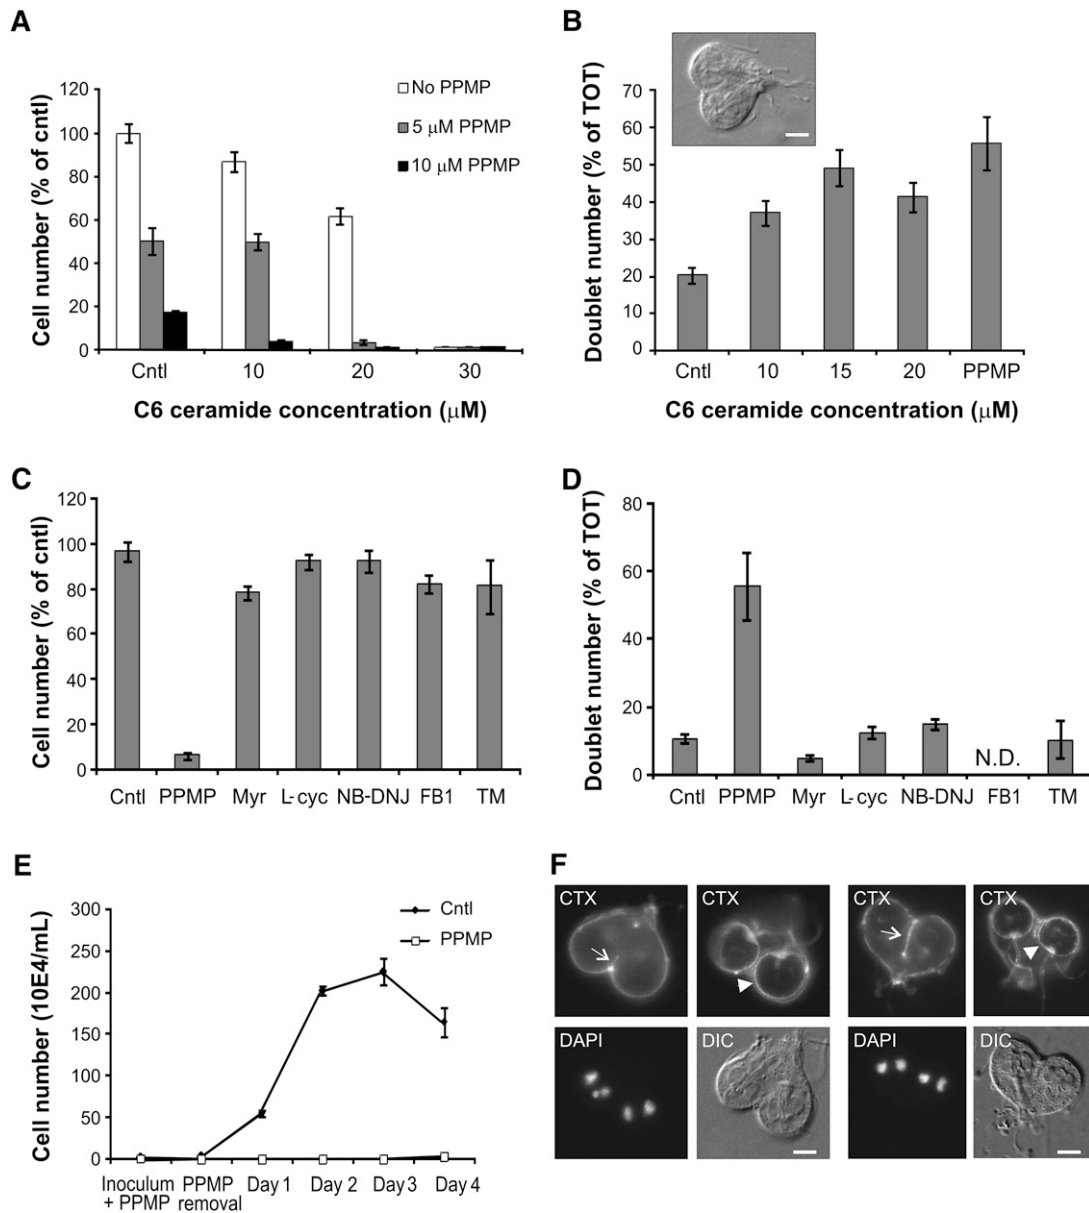 A
Cell number (% of cntl)
120
100
80
60
40
20
0
No PPMP
5 µM PPMP
10 µM PPMP
Cntl 10 20 30
C6 ceramide concentration (µM)
B
Doublet number (% of TOT)
70
60
50
40
30
20
10
0
Cntl 10 15 20 PPMP
C6 ceramide concentration (µM)
C
Cell number (% of cntl)
120
100
80
60
40
20
0
Cntl PPMP Myr L-cyc NB-DNJ FB1 TM
D
Doublet number (% of TOT)
80
60
40
20
0
N.D.
Cntl PPMP Myr L-cyc NB-DNJ FB1 TM
E
Cell number (10E4/mL)
300
250
200
150
100
50
0
Cntl
PPMP
Inoculum PPMP Day 1 Day 2 Day 3 Day 4
+ PPMP removal
F
CTX CTX CTX CTX
DAPI DIC DAPI DIC